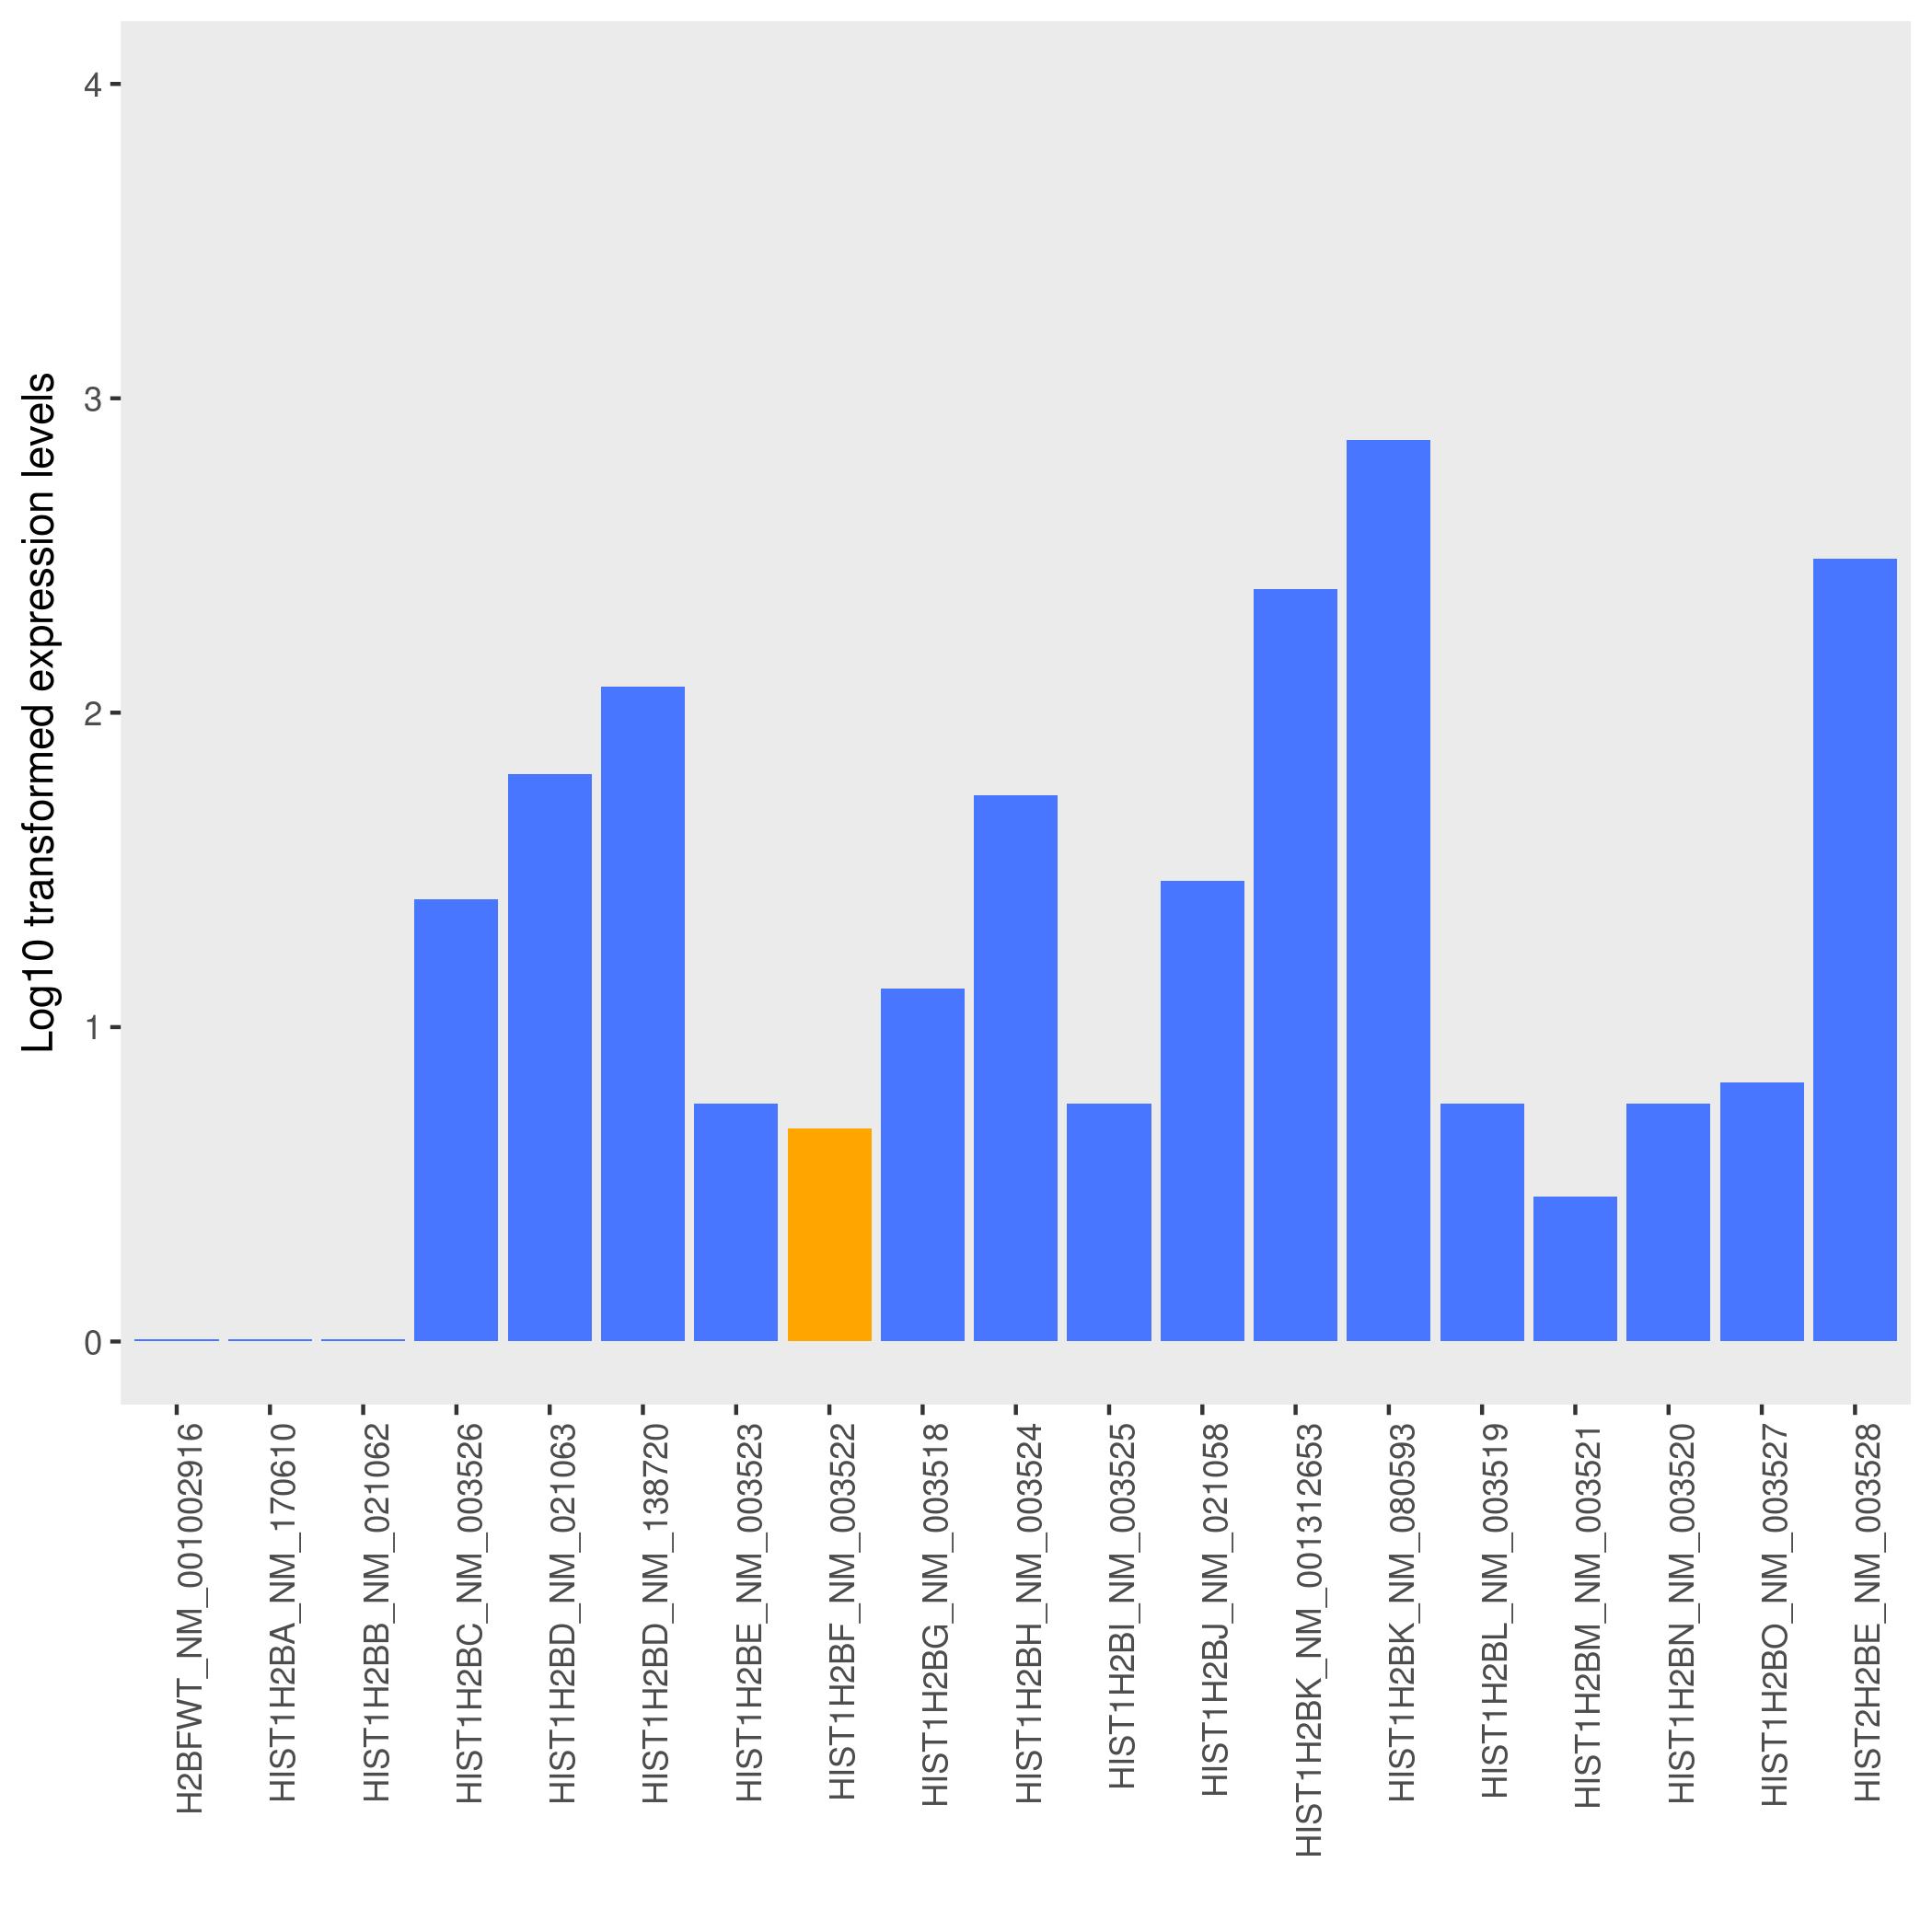 Log10 transformed expression levels
4
3
2
1
0
H2BFWT_NM_001002916
HIST1H2BA_NM_170610
HIST1H2BB_NM_021062
HIST1H2BC_NM_003526
HIST1H2BD_NM_021063
HIST1H2BD_NM_138720
HIST1H2BE_NM_003523
HIST1H2BF_NM_003522
HIST1H2BG_NM_003518
HIST1H2BH_NM_003524
HIST1H2BI_NM_003525
HIST1H2BJ_NM_021058
HIST1H2BK_NM_001312653
HIST1H2BK_NM_080593
HIST1H2BL_NM_003519
HIST1H2BM_NM_003521
HIST1H2BN_NM_003520
HIST1H2BO_NM_003527
HIST2H2BE_NM_003528